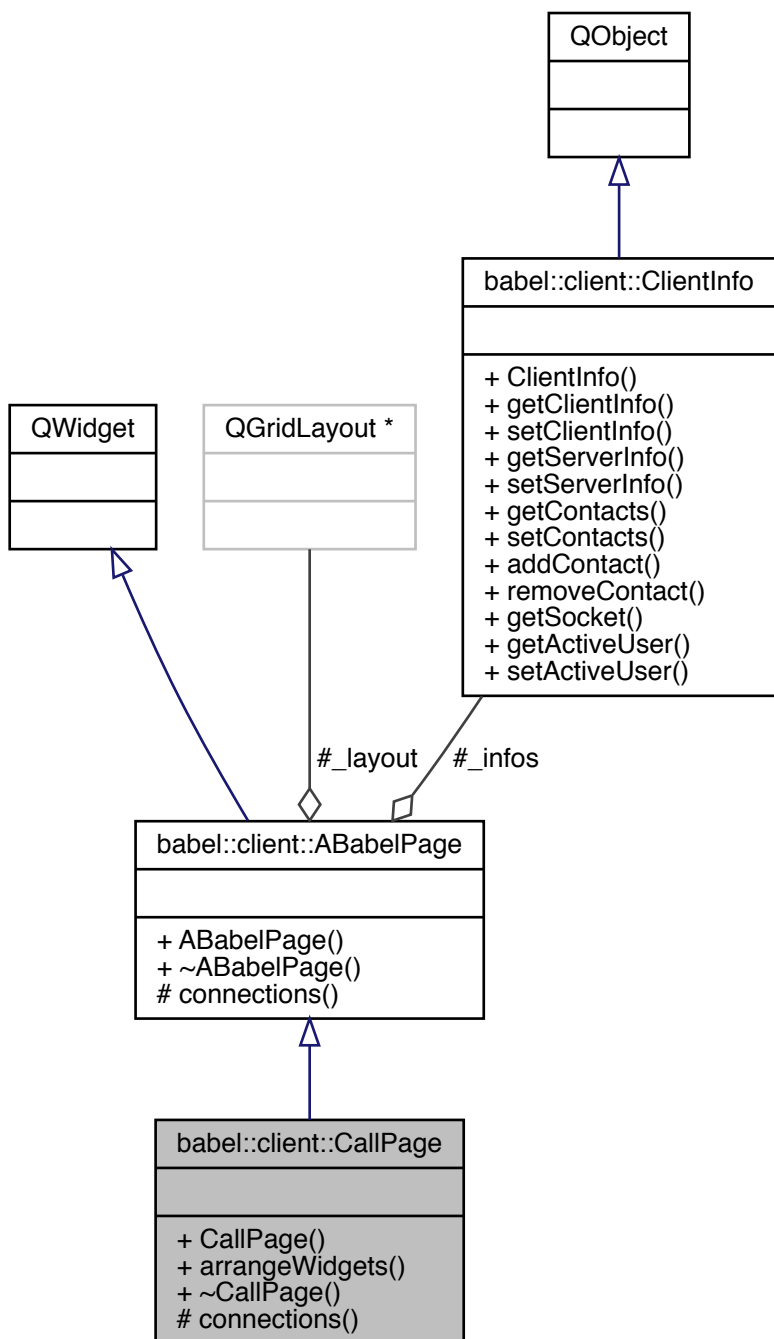 QObject
babel::client::ClientInfo
+ ClientInfo()
+ getClientInfo()
+ setClientInfo()
+ getServerInfo()
+ setServerInfo()
+ getContacts()
+ setContacts()
+ addContact()
+ removeContact()
+ getSocket()
+ getActiveUser()
+ setActiveUser()
QWidget
QGridLayout *
#_layout
#_infos
babel::client::ABabelPage
+ ABabelPage()
+ ~ABabelPage()
# connections()
babel::client::CallPage
+ CallPage()
+ arrangeWidgets()
+ ~CallPage()
# connections()